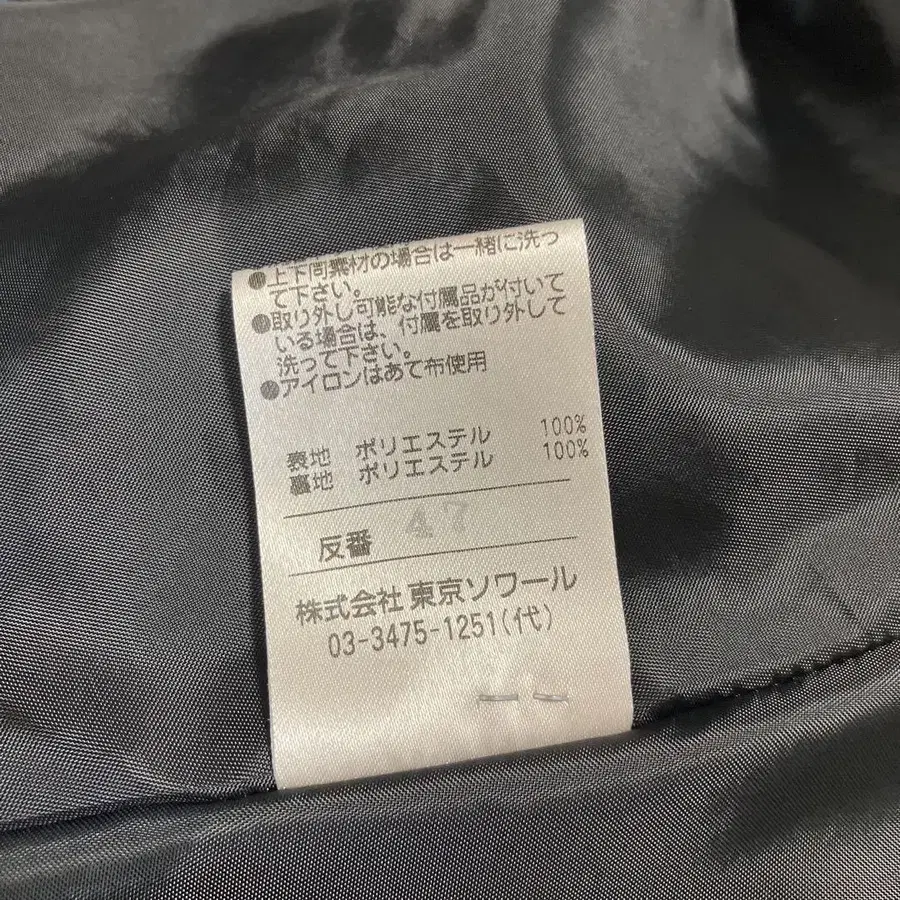 ●上下同素材の場合は一緒に洗っ
て下さい。
●取り外し可能な付属品が付いて
いる場合は、付属を取り外して
洗って下さい。
●アイロンはあて布使用
表地 ポリエステル 100%
裏地 ポリエステル 100%
反番 47
株式会社 東京ソワール
03-3475-1251(代)